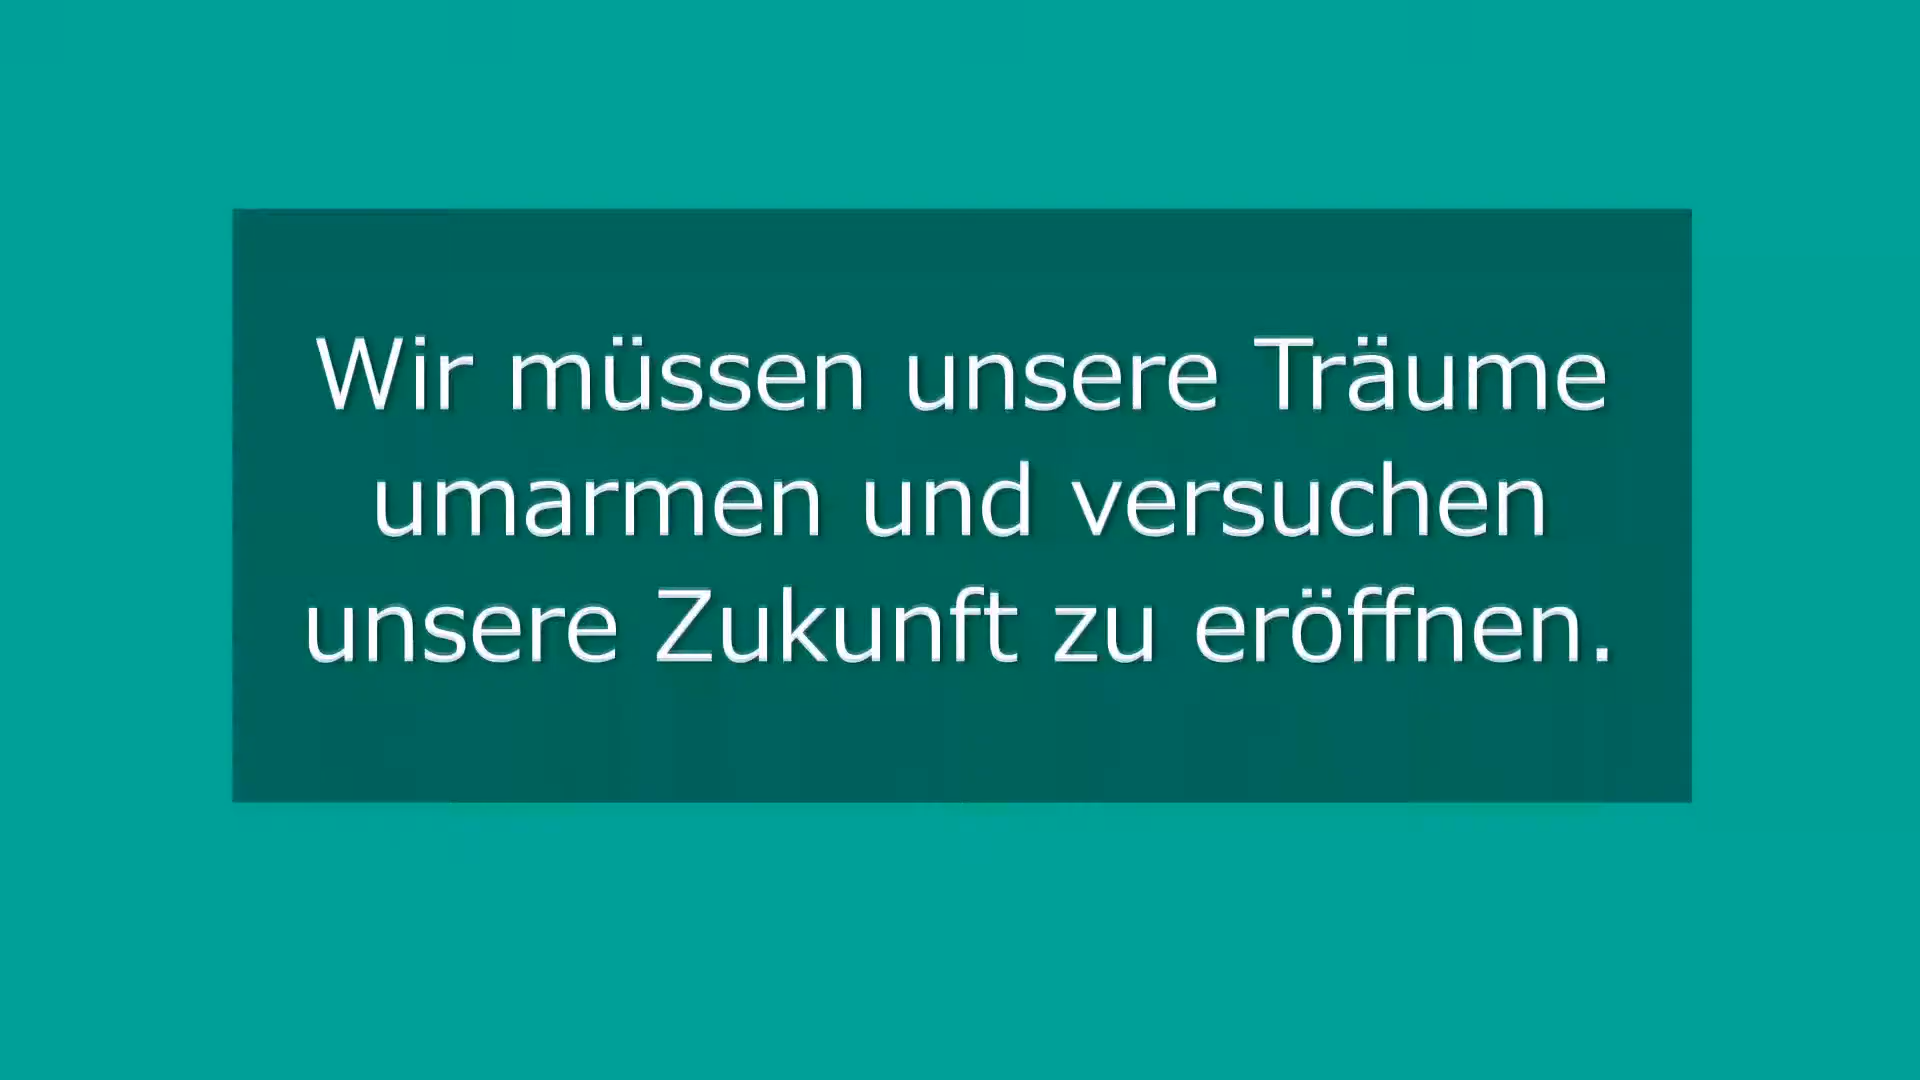 Wir müssen unsere Träume
umarmen und versuchen
unsere Zukunft zu eröffnen.